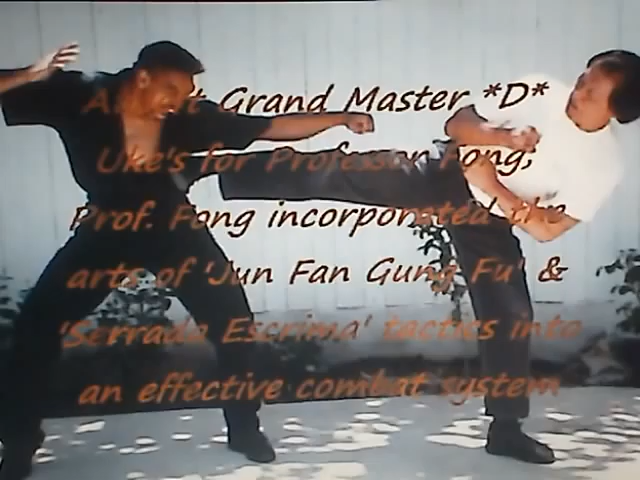 Grand Master *D*
Uke's for Professor Fong,
Prof. Fong incorporated the
arts of 'Jun Fan Gung Fu' &
'Serrada Escrima' tactics into
an effective combat system